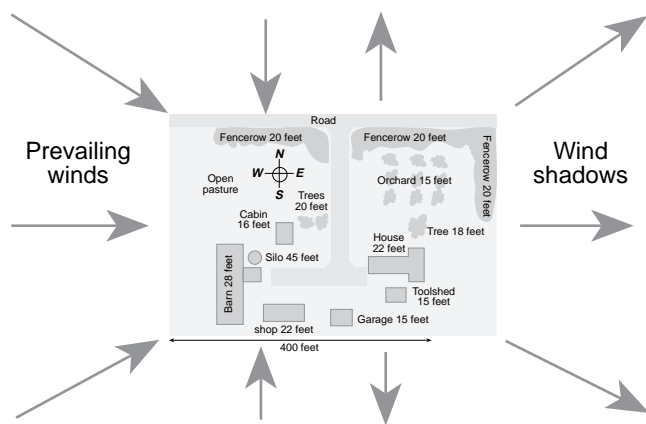 Road
Fencerow 20 feet
Fencerow 20 feet
Fencerow 20 feet
Prevailing
winds
Wind
shadows
N
W
E
S
Open
pasture
Trees
20 feet
Orchard 15 feet
Cabin
16 feet
Tree 18 feet
House
22 feet
Silo 45 feet
Barn 28 feet
Toolshed
15 feet
shop 22 feet
Garage 15 feet
400 feet